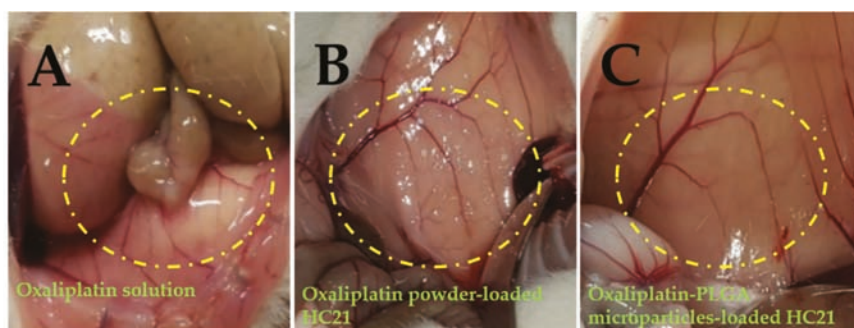 A
B
C
Oxaliplatin solution
Oxaliplatin powder-loaded
HC21
Oxaliplatin-PLGA
microparticles-loaded HC21